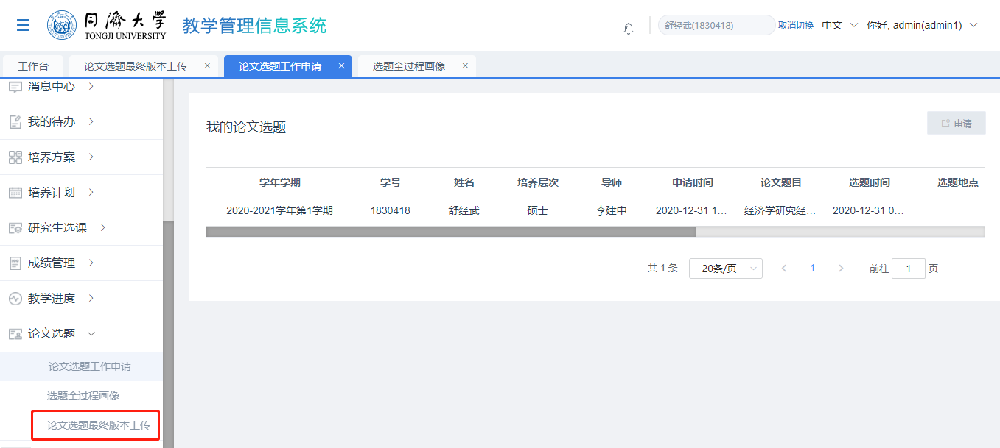 同濟大学
TONGJI UNIVERSITY
教学管理信息系统
舒经武(1830418)
取消切换
中文
你好, admin(admin1)
工作台
论文选题最终版本上传
论文选题工作申请
选题全过程画像
消息中心
我的待办
培养方案
培养计划
研究生选课
成绩管理
教学进度
论文选题
论文选题工作申请
选题全过程画像
论文选题最终版本上传
我的论文选题
申请
学年学期 学号 姓名 培养层次 导师 申请时间 论文题目 选题时间 选题地点
2020-2021学年第1学期 1830418 舒经武 硕士 李建中 2020-12-31 1... 经济学研究经... 2020-12-31 0...
共 1 条 20条/页 1 前往 1 页